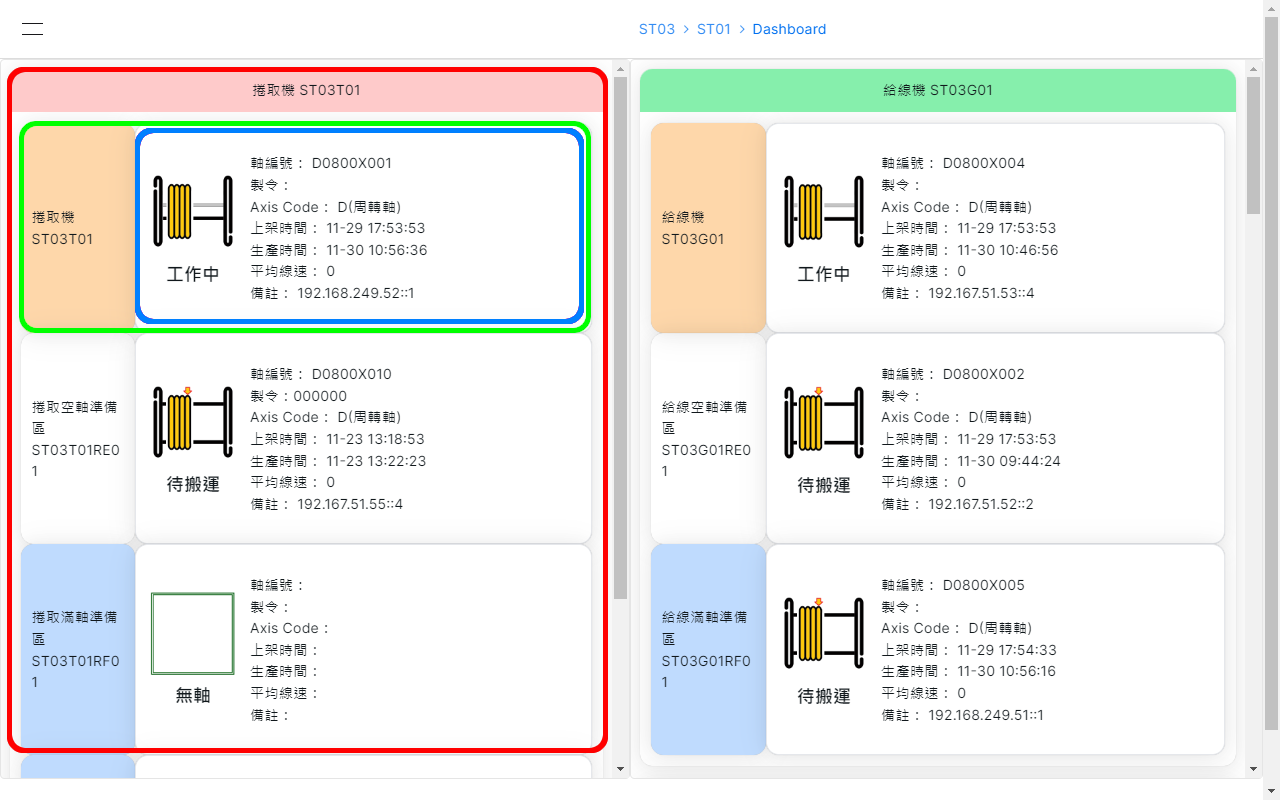 ST03 > ST01 > Dashboard
捲取機 ST03T01
捲取機
ST03T01
工作中
軸編號： D0800X001
製令：
Axis Code： D(周轉軸)
上架時間： 11-29 17:53:53
生產時間： 11-30 10:56:36
平均線速： 0
備註： 192.168.249.52::1
捲取空軸準備
區
ST03T01RE0
1
待搬運
軸編號： D0800X010
製令：000000
Axis Code： D(周轉軸)
上架時間： 11-23 13:18:53
生產時間： 11-23 13:22:23
平均線速： 0
備註： 192.167.51.55::4
捲取滿軸準備
區
ST03T01RF0
1
無軸
軸編號：
製令：
Axis Code：
上架時間：
生產時間：
平均線速：
備註：
給線機 ST03G01
給線機
ST03G01
工作中
軸編號： D0800X004
製令：
Axis Code： D(周轉軸)
上架時間： 11-29 17:53:53
生產時間： 11-30 10:46:56
平均線速： 0
備註： 192.167.51.53::4
給線空軸準備
區
ST03G01RE0
1
待搬運
軸編號： D0800X002
製令：
Axis Code： D(周轉軸)
上架時間： 11-29 17:53:53
生產時間： 11-30 09:44:24
平均線速： 0
備註： 192.167.51.52::2
給線滿軸準備
區
ST03G01RF0
1
待搬運
軸編號： D0800X005
製令：
Axis Code： D(周轉軸)
上架時間： 11-29 17:54:33
生產時間： 11-30 10:56:16
平均線速： 0
備註： 192.168.249.51::1